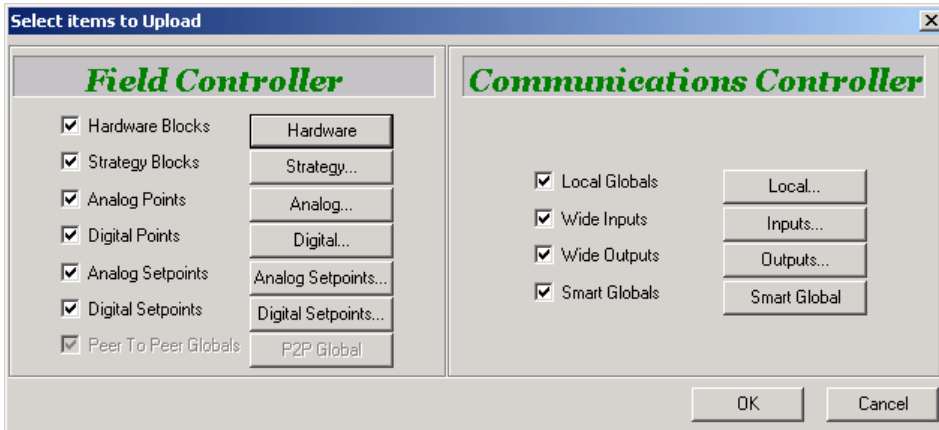 Select items to Upload
Field Controller
Hardware Blocks
Hardware
Strategy Blocks
Strategy...
Analog Points
Analog...
Digital Points
Digital...
Analog Setpoints
Analog Setpoints...
Digital Setpoints
Digital Setpoints...
Peer To Peer Globals
P2P Global
Communications Controller
Local Globals
Local...
Wide Inputs
Inputs...
Wide Outputs
Outputs...
Smart Globals
Smart Global
OK
Cancel